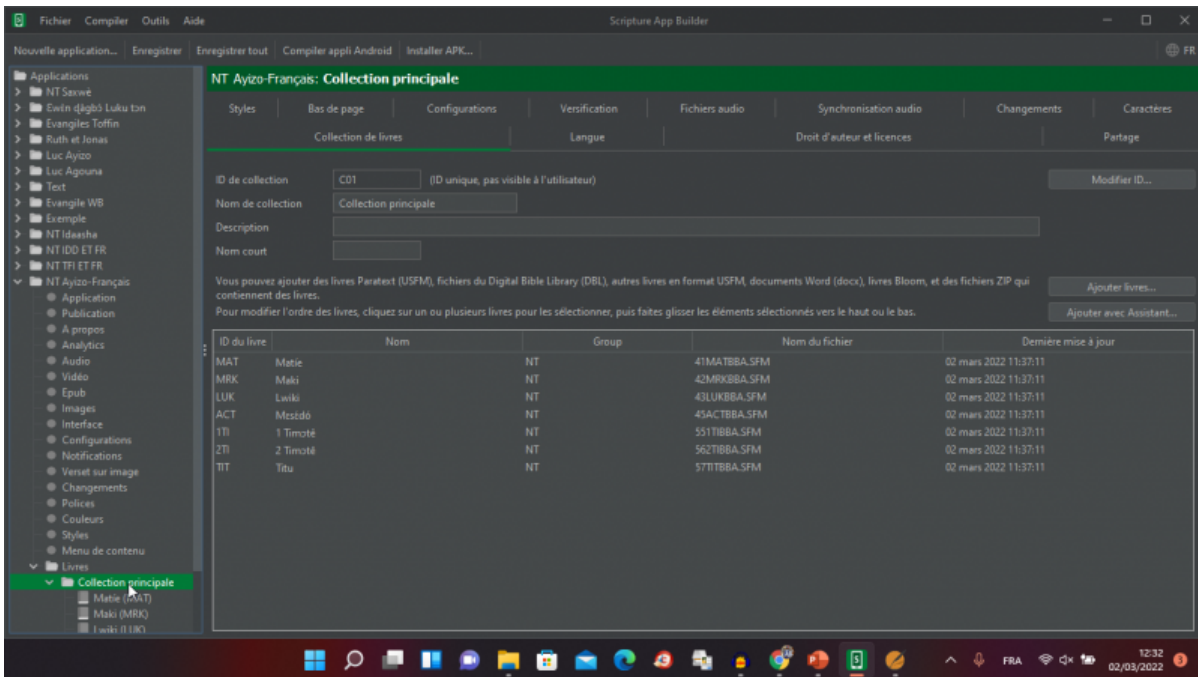 Fichier Compiler Outils Aide
Scripture App Builder
Nouvelle application... Enregistrer Enregistrer tout Compiler appli Android Installer APK...
FR
Applications
NT Saxwè
Ewlin dagbó Luku tɔn
Evangiles Toffin
Ruth et Jonas
Luc Ayizo
Luc Agouna
Text
Evangile WB
Exemple
NT Idaasha
NT IDD ET FR
NT TFI ET FR
NT Ayizo-Français
Application
Publication
A propos
Analytics
Audio
Vidéo
Epub
Images
Interface
Configurations
Notifications
Verset sur image
Changements
Polices
Couleurs
Styles
Menu de contenu
Livres
Collection principale
Matie (MAT)
Maki (MRK)
Lwiki (LUK)
NT Ayizo-Français: Collection principale
Styles Bas de page Configurations Versification Fichiers audio Synchronisation audio Changements Caractères
Collection de livres Langue Droit d'auteur et licences Partage
ID de collection C01 (ID unique, pas visible à l'utilisateur) Modifier ID...
Nom de collection Collection principale
Description
Nom court
Vous pouvez ajouter des livres Paratext (USFM), fichiers du Digital Bible Library (DBL), autres livres en format USFM, documents Word (docx), livres Bloom, et des fichiers ZIP qui
contiennent des livres.
Ajouter livres...
Pour modifier l'ordre des livres, cliquez sur un ou plusieurs livres pour les sélectionner, puis faites glisser les éléments sélectionnés vers le haut ou le bas.
Ajouter avec Assistant...
ID du livre Nom Group Nom du fichier Dernière mise à jour
MAT Matie NT 41MATBBA.SFM 02 mars 2022 11:37:11
MRK Maki NT 42MRKBBA.SFM 02 mars 2022 11:37:11
LUK Lwiki NT 43LUKBBA.SFM 02 mars 2022 11:37:11
ACT Mɛsɛdó NT 45ACTBBA.SFM 02 mars 2022 11:37:11
1TI 1 Timoté NT 551TIBBA.SFM 02 mars 2022 11:37:11
2TI 2 Timoté NT 562TIBBA.SFM 02 mars 2022 11:37:11
TIT Titu NT 57TITBBA.SFM 02 mars 2022 11:37:11
FRA
12:32
02/03/2022
3